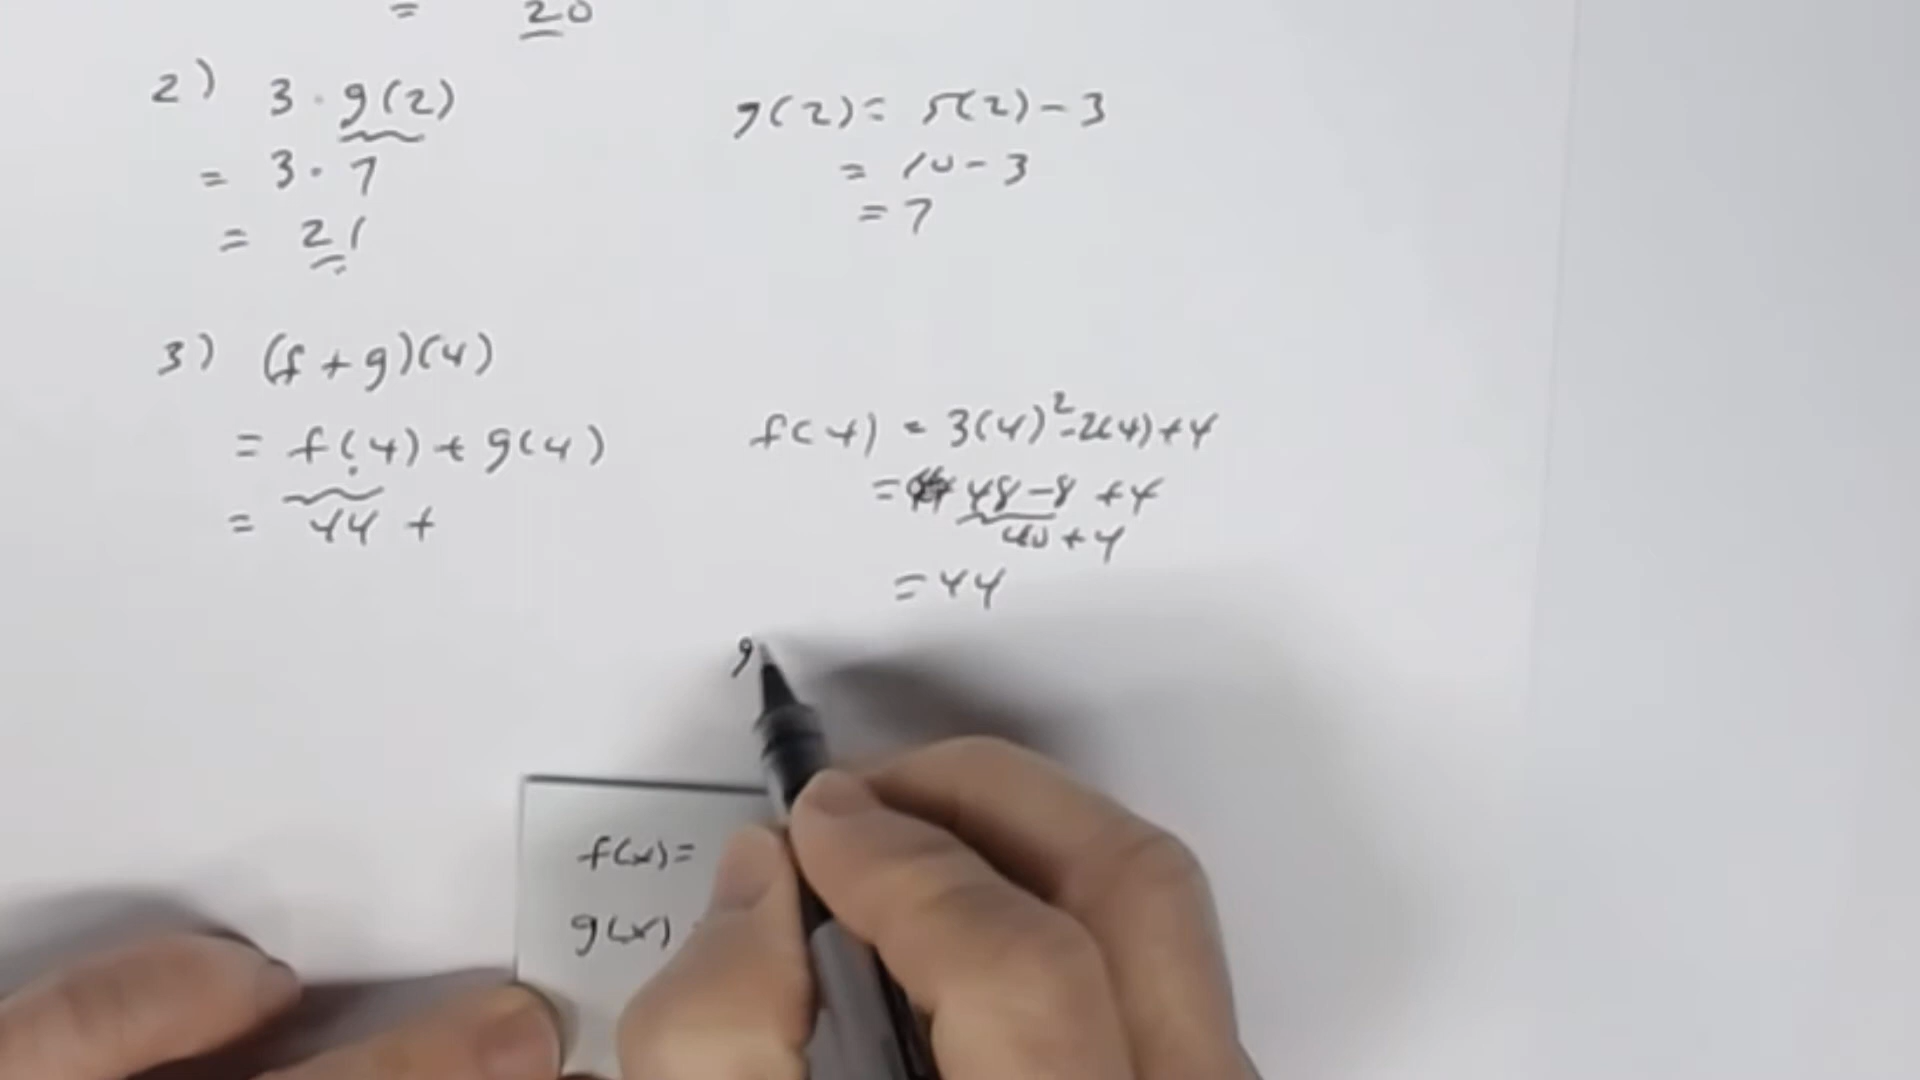 = 20
2) 3 · g(2)
= 3 · 7
= 21
g(2) = 5(2) - 3
= 10 - 3
= 7
3) (f + g)(4)
= f(4) + g(4)
= 44 +
f(4) = 3(4)² - 2(4) + 4
= 48 - 8 + 4
40 + 4
= 44
g
f(x) =
g(x)